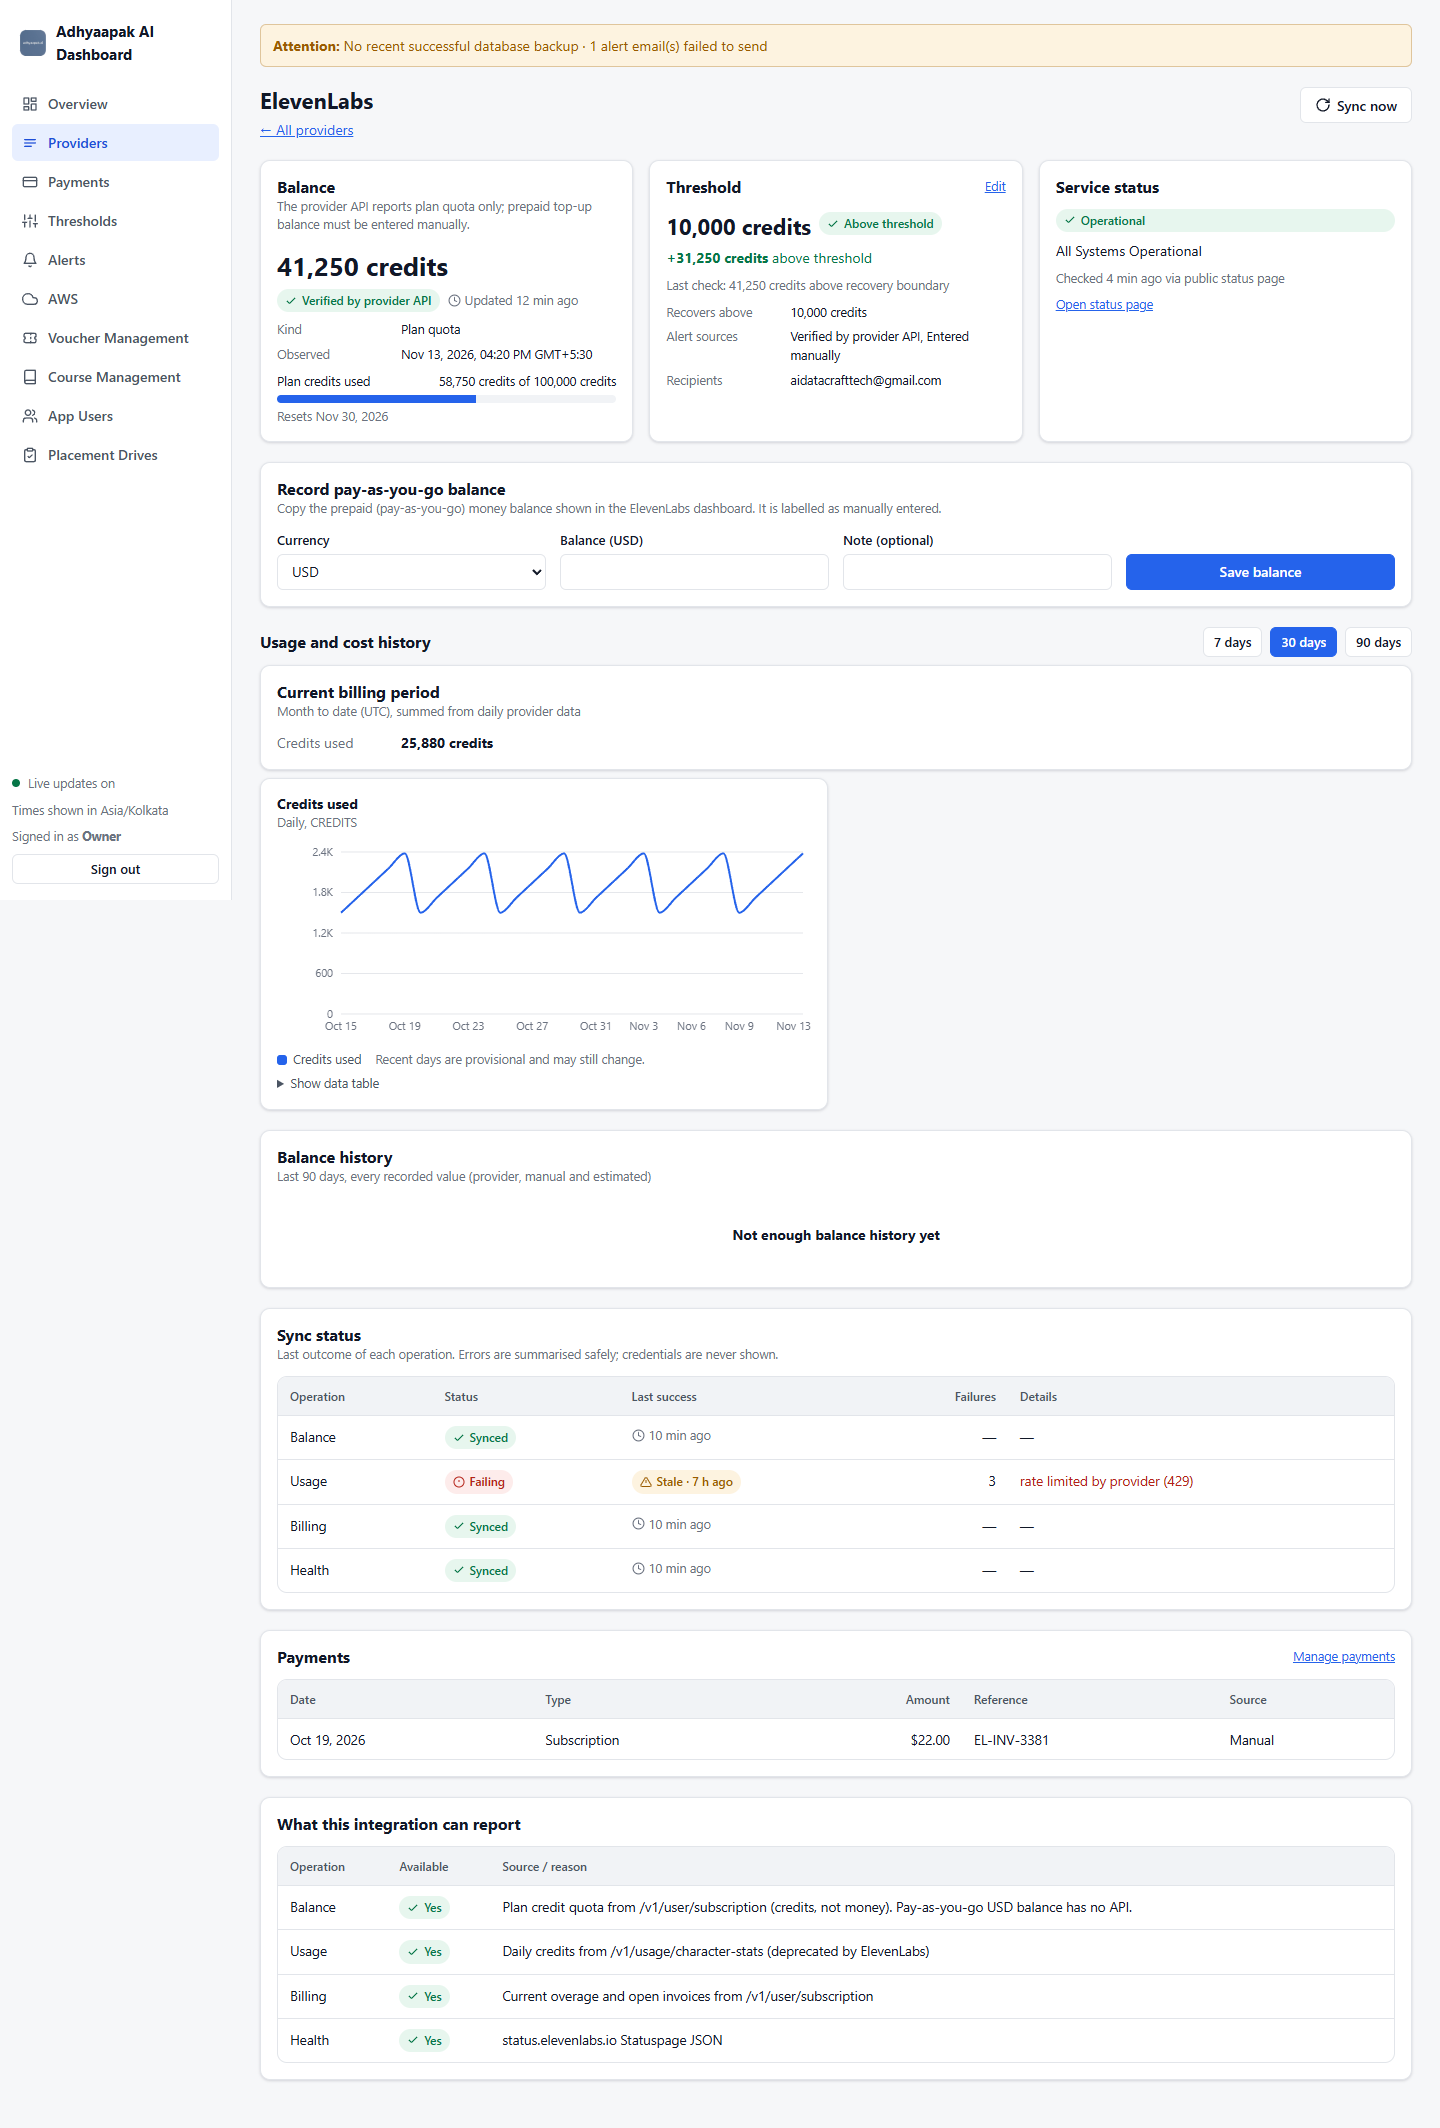 Adhyaapak AI
Dashboard
Overview
Providers
Payments
Thresholds
Alerts
AWS
Voucher Management
Course Management
App Users
Placement Drives
Live updates on
Times shown in Asia/Kolkata
Signed in as Owner
Sign out
Attention: No recent successful database backup · 1 alert email(s) failed to send
ElevenLabs
← All providers
Sync now
Balance
The provider API reports plan quota only; prepaid top-up
balance must be entered manually.
41,250 credits
Verified by provider API Updated 12 min ago
Kind Plan quota
Observed Nov 13, 2026, 04:20 PM GMT+5:30
Plan credits used 58,750 credits of 100,000 credits
Resets Nov 30, 2026
Threshold Edit
10,000 credits Above threshold
+31,250 credits above threshold
Last check: 41,250 credits above recovery boundary
Recovers above 10,000 credits
Alert sources Verified by provider API, Entered
manually
Recipients aidatacrafttech@gmail.com
Service status
Operational
All Systems Operational
Checked 4 min ago via public status page
Open status page
Record pay-as-you-go balance
Copy the prepaid (pay-as-you-go) money balance shown in the ElevenLabs dashboard. It is labelled as manually entered.
Currency Balance (USD) Note (optional)
USD Save balance
Usage and cost history 7 days 30 days 90 days
Current billing period
Month to date (UTC), summed from daily provider data
Credits used 25,880 credits
Credits used
Daily, CREDITS
2.4K
1.8K
1.2K
600
0
Oct 15 Oct 19 Oct 23 Oct 27 Oct 31 Nov 3 Nov 6 Nov 9 Nov 13
Credits used Recent days are provisional and may still change.
Show data table
Balance history
Last 90 days, every recorded value (provider, manual and estimated)
Not enough balance history yet
Sync status
Last outcome of each operation. Errors are summarised safely; credentials are never shown.
Operation Status Last success Failures Details
Balance Synced 10 min ago — —
Usage Failing Stale · 7 h ago 3 rate limited by provider (429)
Billing Synced 10 min ago — —
Health Synced 10 min ago — —
Payments Manage payments
Date Type Amount Reference Source
Oct 19, 2026 Subscription $22.00 EL-INV-3381 Manual
What this integration can report
Operation Available Source / reason
Balance Yes Plan credit quota from /v1/user/subscription (credits, not money). Pay-as-you-go USD balance has no API.
Usage Yes Daily credits from /v1/usage/character-stats (deprecated by ElevenLabs)
Billing Yes Current overage and open invoices from /v1/user/subscription
Health Yes status.elevenlabs.io Statuspage JSON